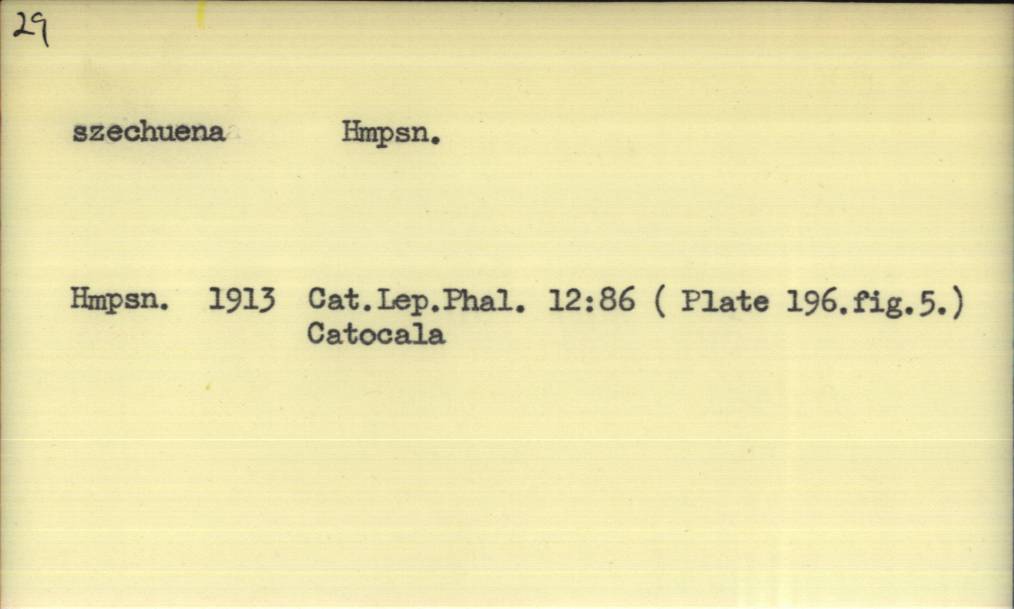 29
szechuena Hmpsn.
Hmpsn. 1913 Cat.Lep.Phal. 12:86 ( Plate 196.fig.5.)
Catocala